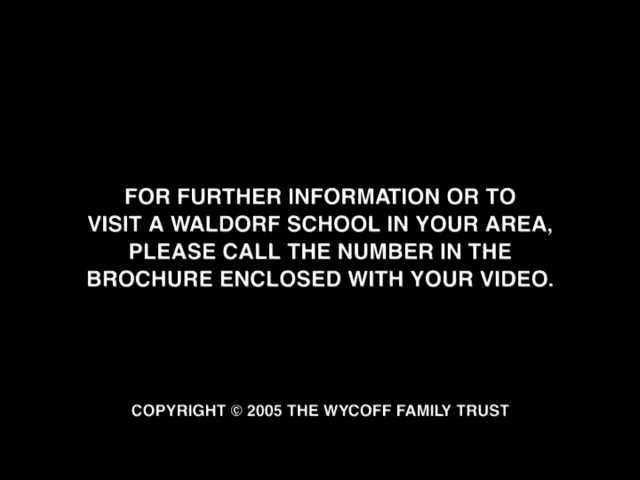 FOR FURTHER INFORMATION OR TO
VISIT A WALDORF SCHOOL IN YOUR AREA,
PLEASE CALL THE NUMBER IN THE
BROCHURE ENCLOSED WITH YOUR VIDEO.
COPYRIGHT © 2005 THE WYCOFF FAMILY TRUST